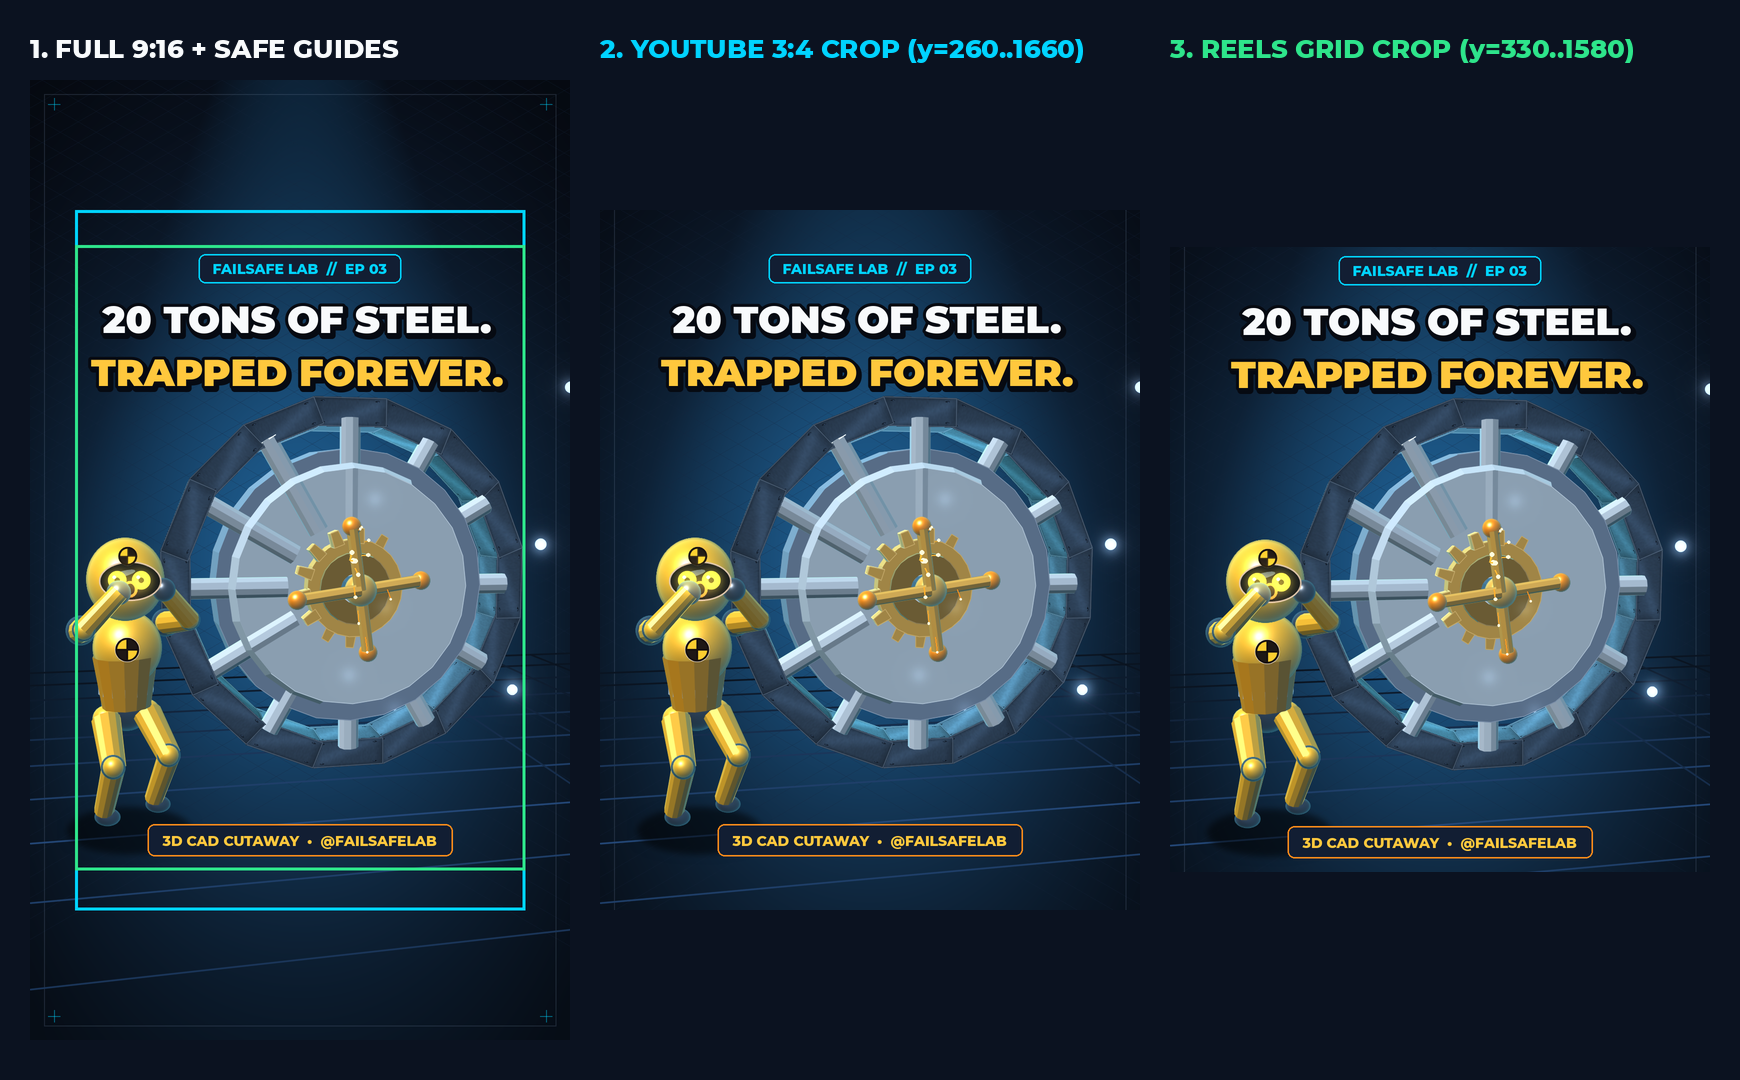 1. FULL 9:16 + SAFE GUIDES
FAILSAFE LAB // EP 03
20 TONS OF STEEL.
TRAPPED FOREVER.
3D CAD CUTAWAY • @FAILSAFELAB
2. YOUTUBE 3:4 CROP (y=260..1660)
FAILSAFE LAB // EP 03
20 TONS OF STEEL.
TRAPPED FOREVER.
3D CAD CUTAWAY • @FAILSAFELAB
3. REELS GRID CROP (y=330..1580)
FAILSAFE LAB // EP 03
20 TONS OF STEEL.
TRAPPED FOREVER.
3D CAD CUTAWAY • @FAILSAFELAB